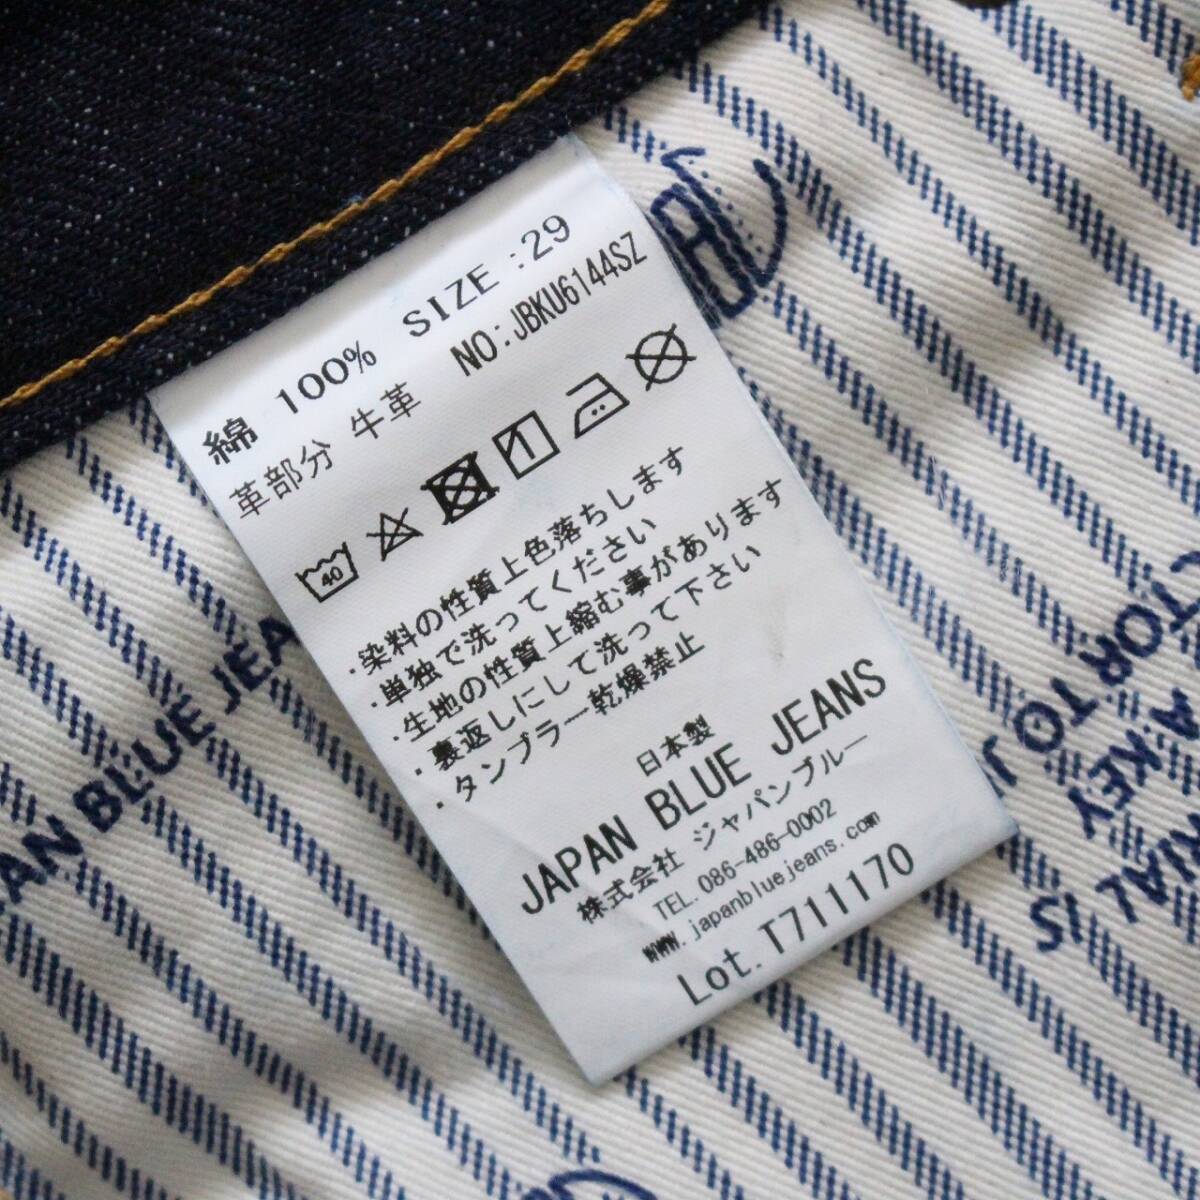 綿 100% SIZE :29
革部分 牛革 NO:JBKU6144SZ
40
・染料の性質上色落ちします
・単独で洗ってください
・生地の性質上縮む事があります
・裏返しにして洗って下さい
・タンブラー乾燥禁止
日本製
JAPAN BLUE JEANS
株式会社 ジャパンブルー
TEL. 086-486-0002
www.japanbluejeans.com
Lot. T711170
BLUE
TOR TO
A KEY
IS